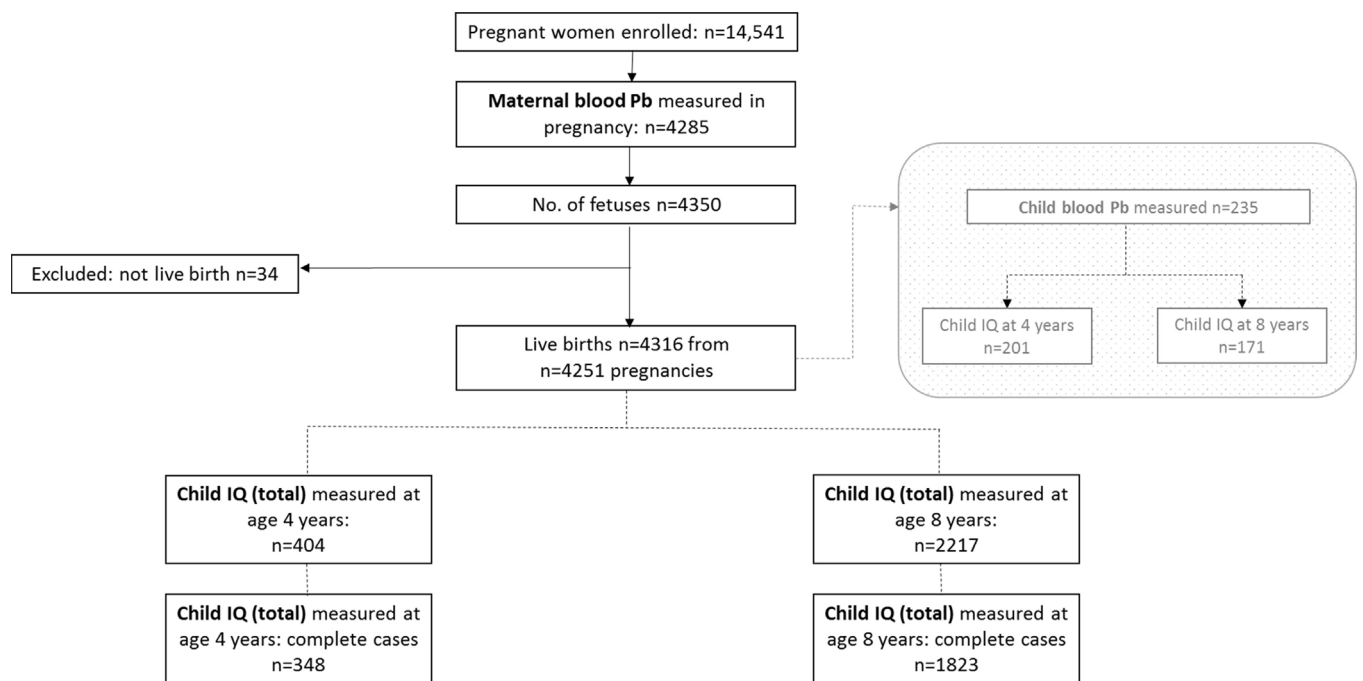 Pregnant women enrolled: n=14,541
Maternal blood Pb measured in
pregnancy: n=4285
No. of fetuses n=4350
Excluded: not live birth n=34
Live births n=4316 from
n=4251 pregnancies
Child blood Pb measured n=235
Child IQ at 4 years
n=201
Child IQ at 8 years
n=171
Child IQ (total) measured at
age 4 years:
n=404
Child IQ (total) measured at
age 8 years:
n=2217
Child IQ (total) measured at
age 4 years: complete cases
n=348
Child IQ (total) measured at
age 8 years: complete cases
n=1823